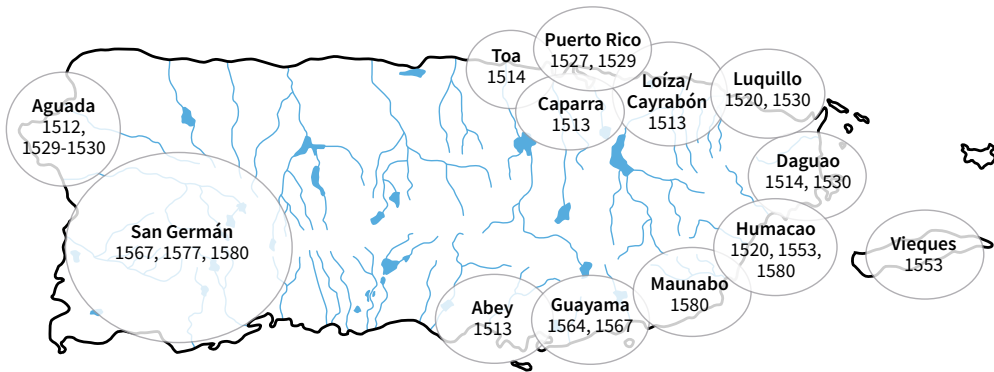 Aguada
1512,
1529-1530
San Germán
1567, 1577, 1580
Toa
1514
Puerto Rico
1527, 1529
Caparra
1513
Loíza/
Cayrabón
1513
Luquillo
1520, 1530
Daguao
1514, 1530
Humacao
1520, 1553,
1580
Vieques
1553
Maunabo
1580
Guayama
1564, 1567
Abey
1513